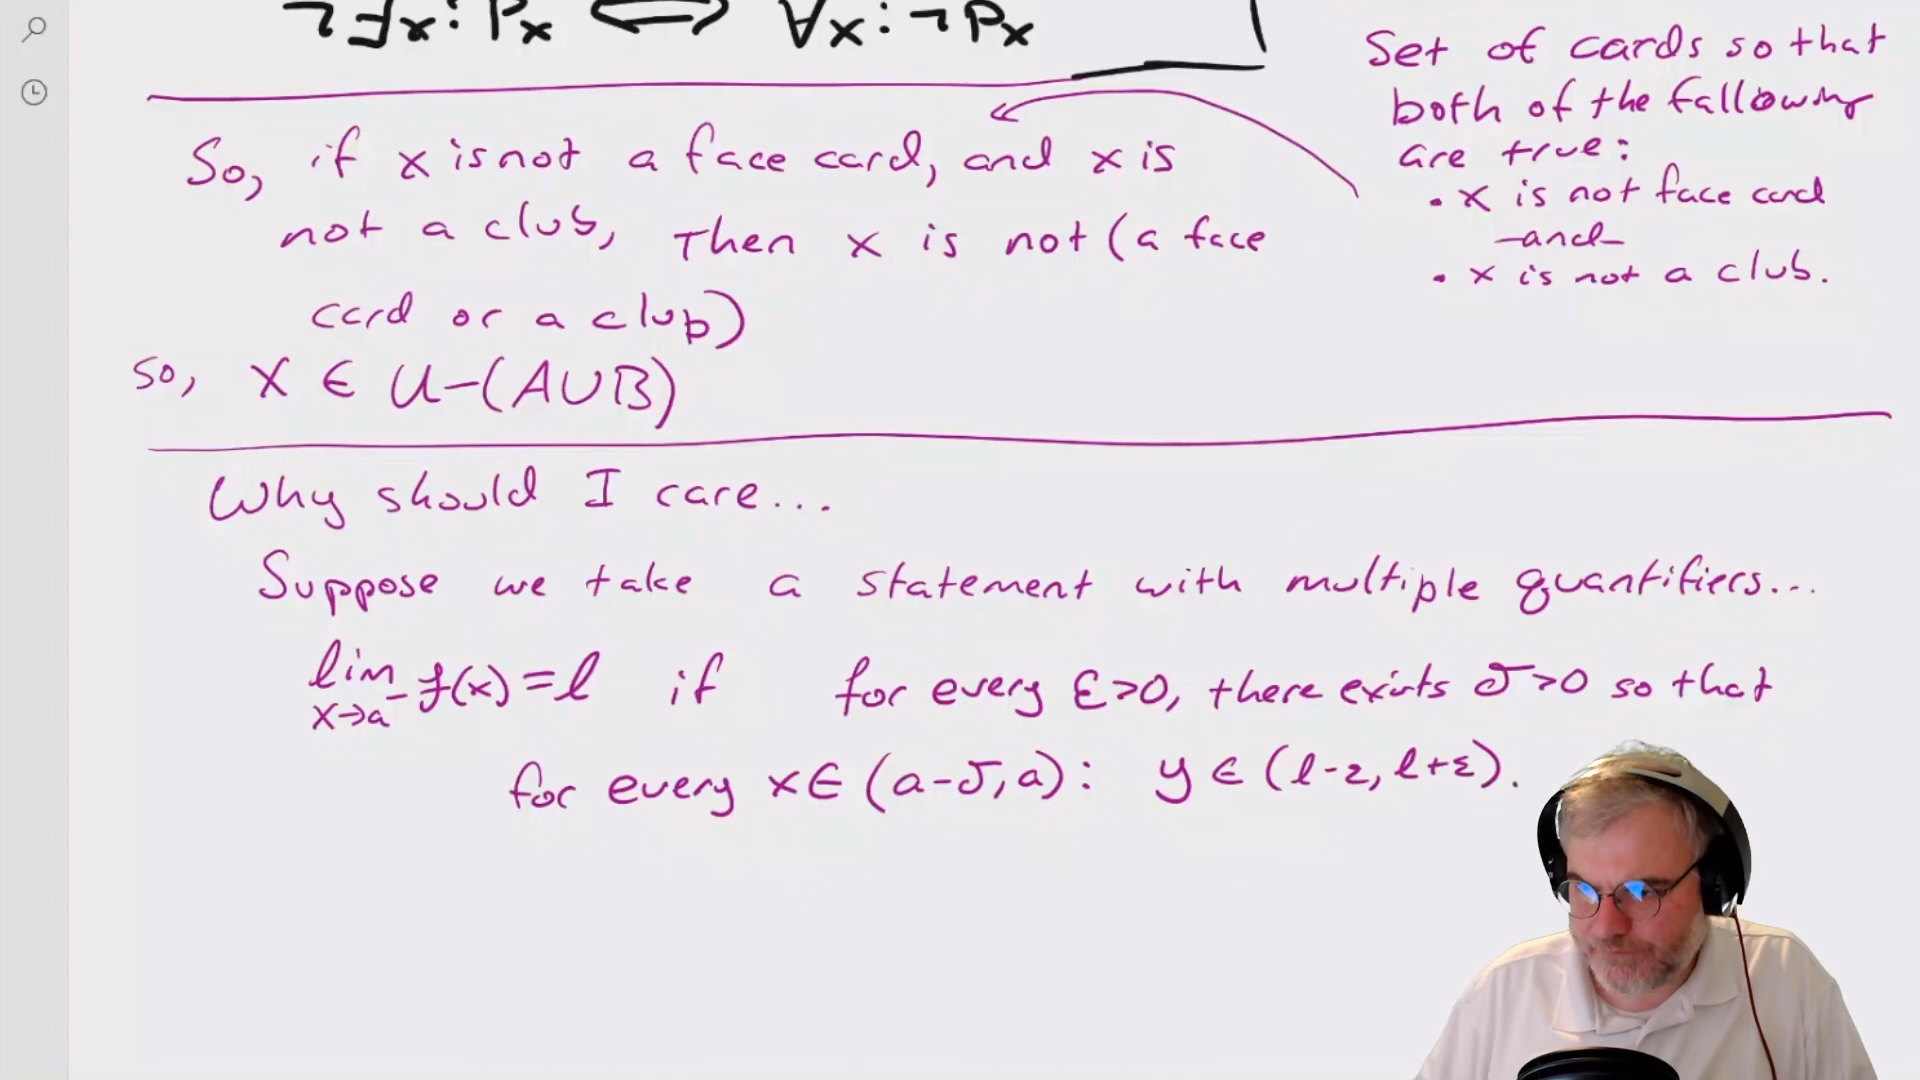 ¬∃x: Px ⟺ ∀x: ¬Px
Set of cards so that
both of the following
are true:
• x is not face card
-and-
• x is not a club.
So, if x is not a face card, and x is
not a club, then x is not (a face
card or a club)
So, x ∈ U-(A∪B)
Why should I care...
Suppose we take a statement with multiple quantifiers...
lim x→a⁻ f(x) = l if for every ε>0, there exists δ>0 so that
for every x∈(a-δ, a): y ∈ (l-ε, l+ε).